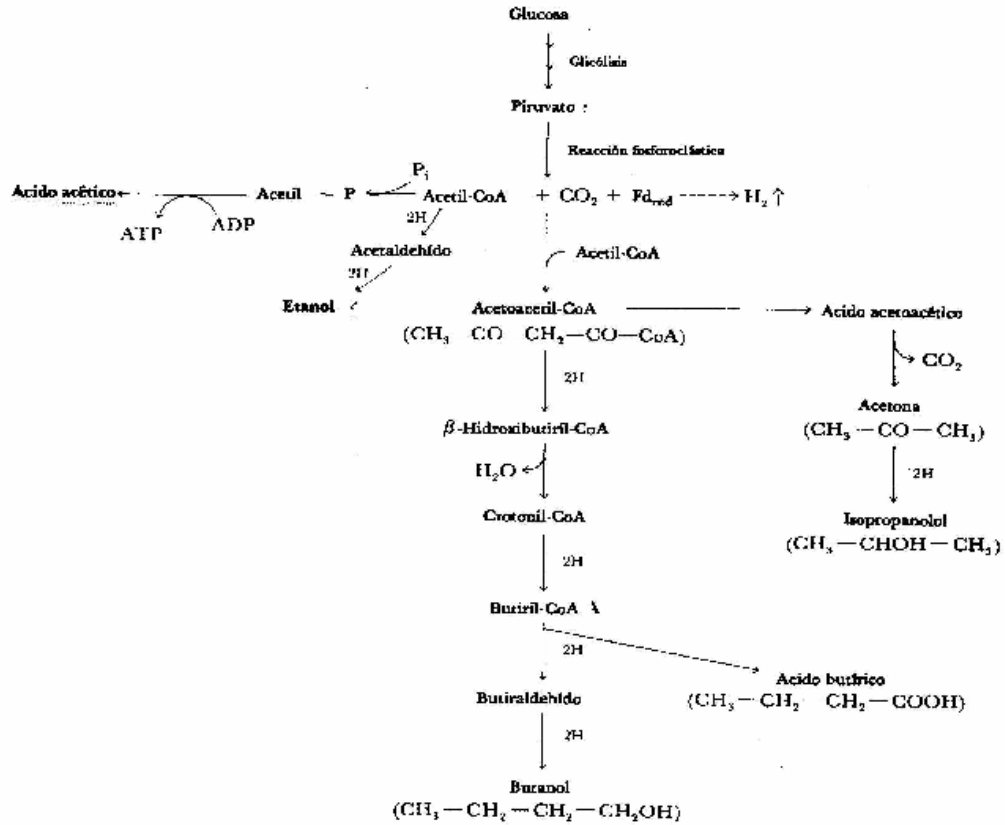 Glucosa
Glicólisis
Piruvato :
Reacción fosforoclástica
Acido acético ← Acetil – P ← Acetil-CoA + CO₂ + Fd_red ----→ H₂ ↑
P_i
ATP ADP
2H
Acetaldehído
Acetil-CoA
2H
Etanol
Acetoacetil-CoA → Acido acetoacético
(CH₃ CO CH₂—CO—CoA)
CO₂
2H
Acetona
β-Hidroxibutiril-CoA
(CH₃—CO—CH₃)
H₂O
2H
Crotonil-CoA
Isopropanolol
(CH₃—CHOH—CH₃)
2H
Butiril-CoA
2H
Acido butírico
Butiraldehído
(CH₃—CH₂ CH₂—COOH)
2H
Butanol
(CH₃—CH₂—CH₂—CH₂OH)